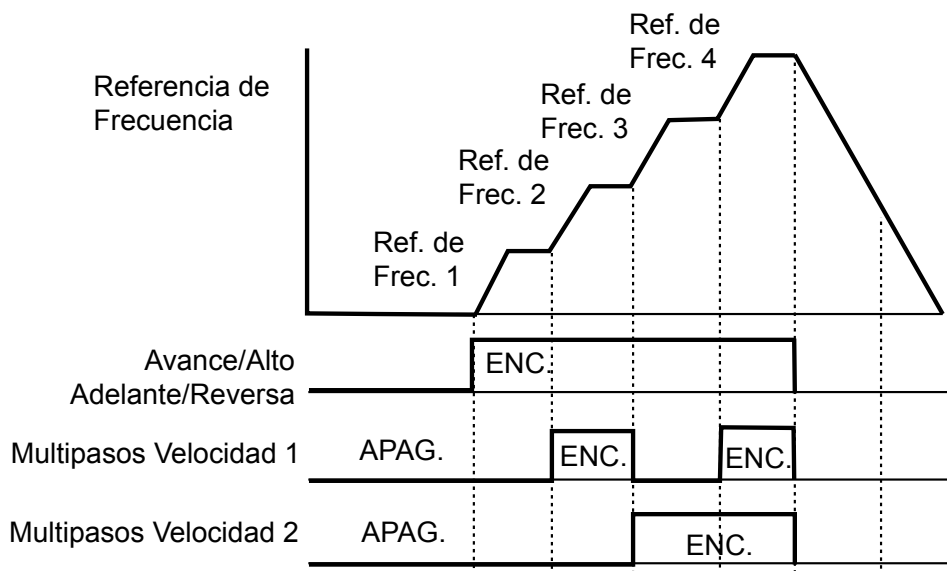 Ref. de
Frec. 4
Referencia de
Frecuencia
Ref. de
Frec. 3
Ref. de
Frec. 2
Ref. de
Frec. 1
Avance/Alto
Adelante/Reversa
ENC.
Multipasos Velocidad 1
APAG.
ENC.
ENC.
Multipasos Velocidad 2
APAG.
ENC.